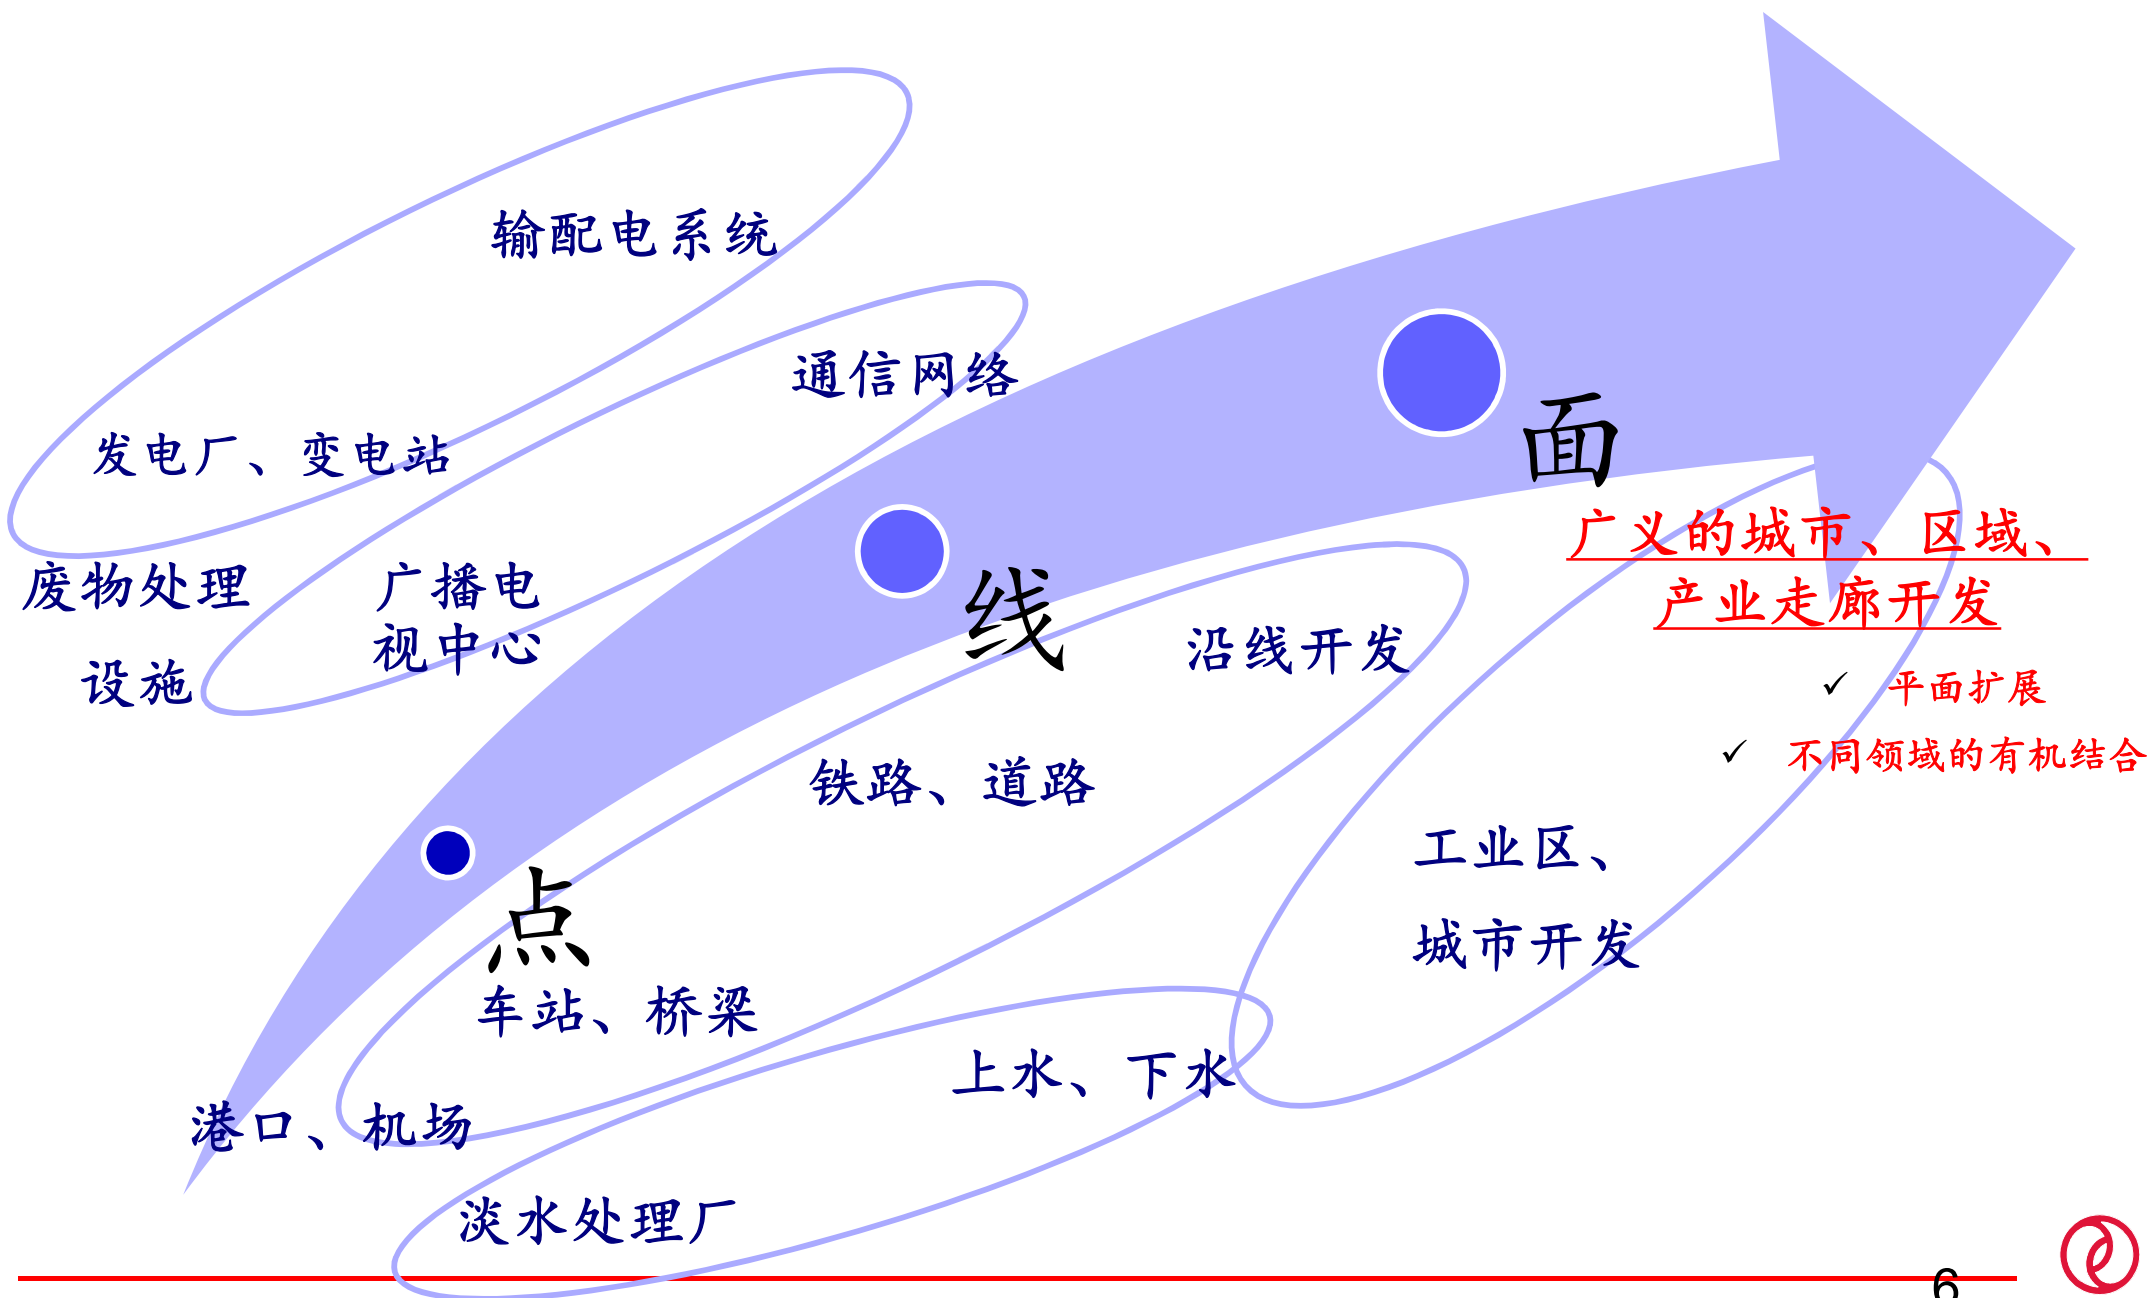 输配电系统
通信网络
发电厂、变电站
面
广义的城市、区域、
产业走廊开发
废物处理
设施
广播电
视中心
线
沿线开发
✓ 平面扩展
✓ 不同领域的有机结合
铁路、道路
工业区、
城市开发
点
车站、桥梁
上水、下水
港口、机场
淡水处理厂
6